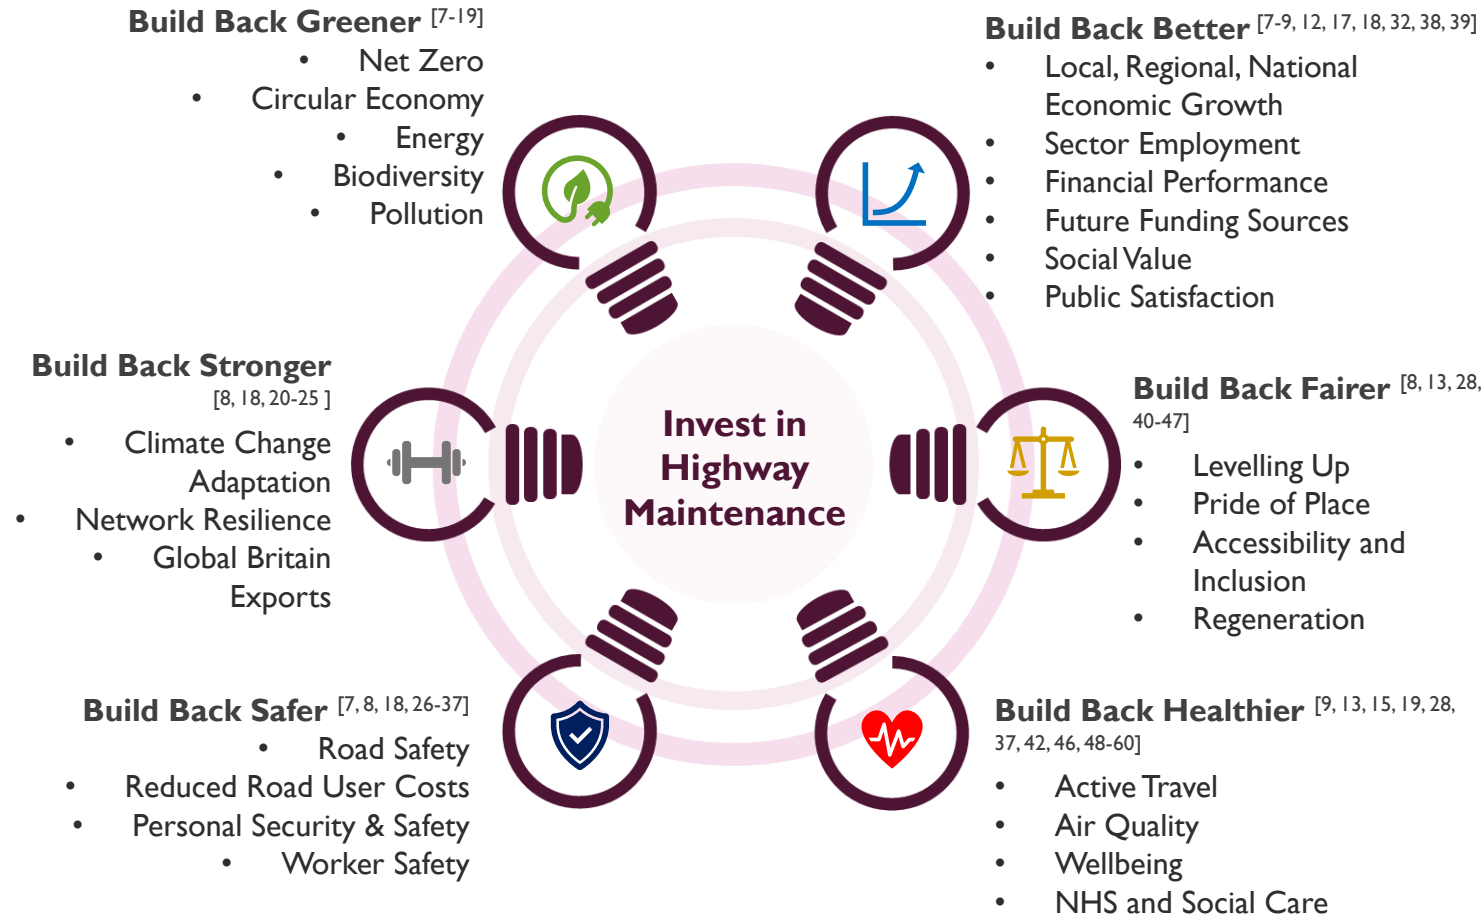 Build Back Greener [7-19]
• Net Zero
• Circular Economy
• Energy
• Biodiversity
• Pollution
Build Back Better [7-9, 12, 17, 18, 32, 38, 39]
• Local, Regional, National
Economic Growth
• Sector Employment
• Financial Performance
• Future Funding Sources
• Social Value
• Public Satisfaction
Build Back Stronger
[8, 18, 20-25 ]
• Climate Change
Adaptation
• Network Resilience
• Global Britain
Exports
Invest in
Highway
Maintenance
Build Back Fairer [8, 13, 28,
40-47]
• Levelling Up
• Pride of Place
• Accessibility and
Inclusion
• Regeneration
Build Back Safer [7, 8, 18, 26-37]
• Road Safety
• Reduced Road User Costs
• Personal Security & Safety
• Worker Safety
Build Back Healthier [9, 13, 15, 19, 28,
37, 42, 46, 48-60]
• Active Travel
• Air Quality
• Wellbeing
• NHS and Social Care